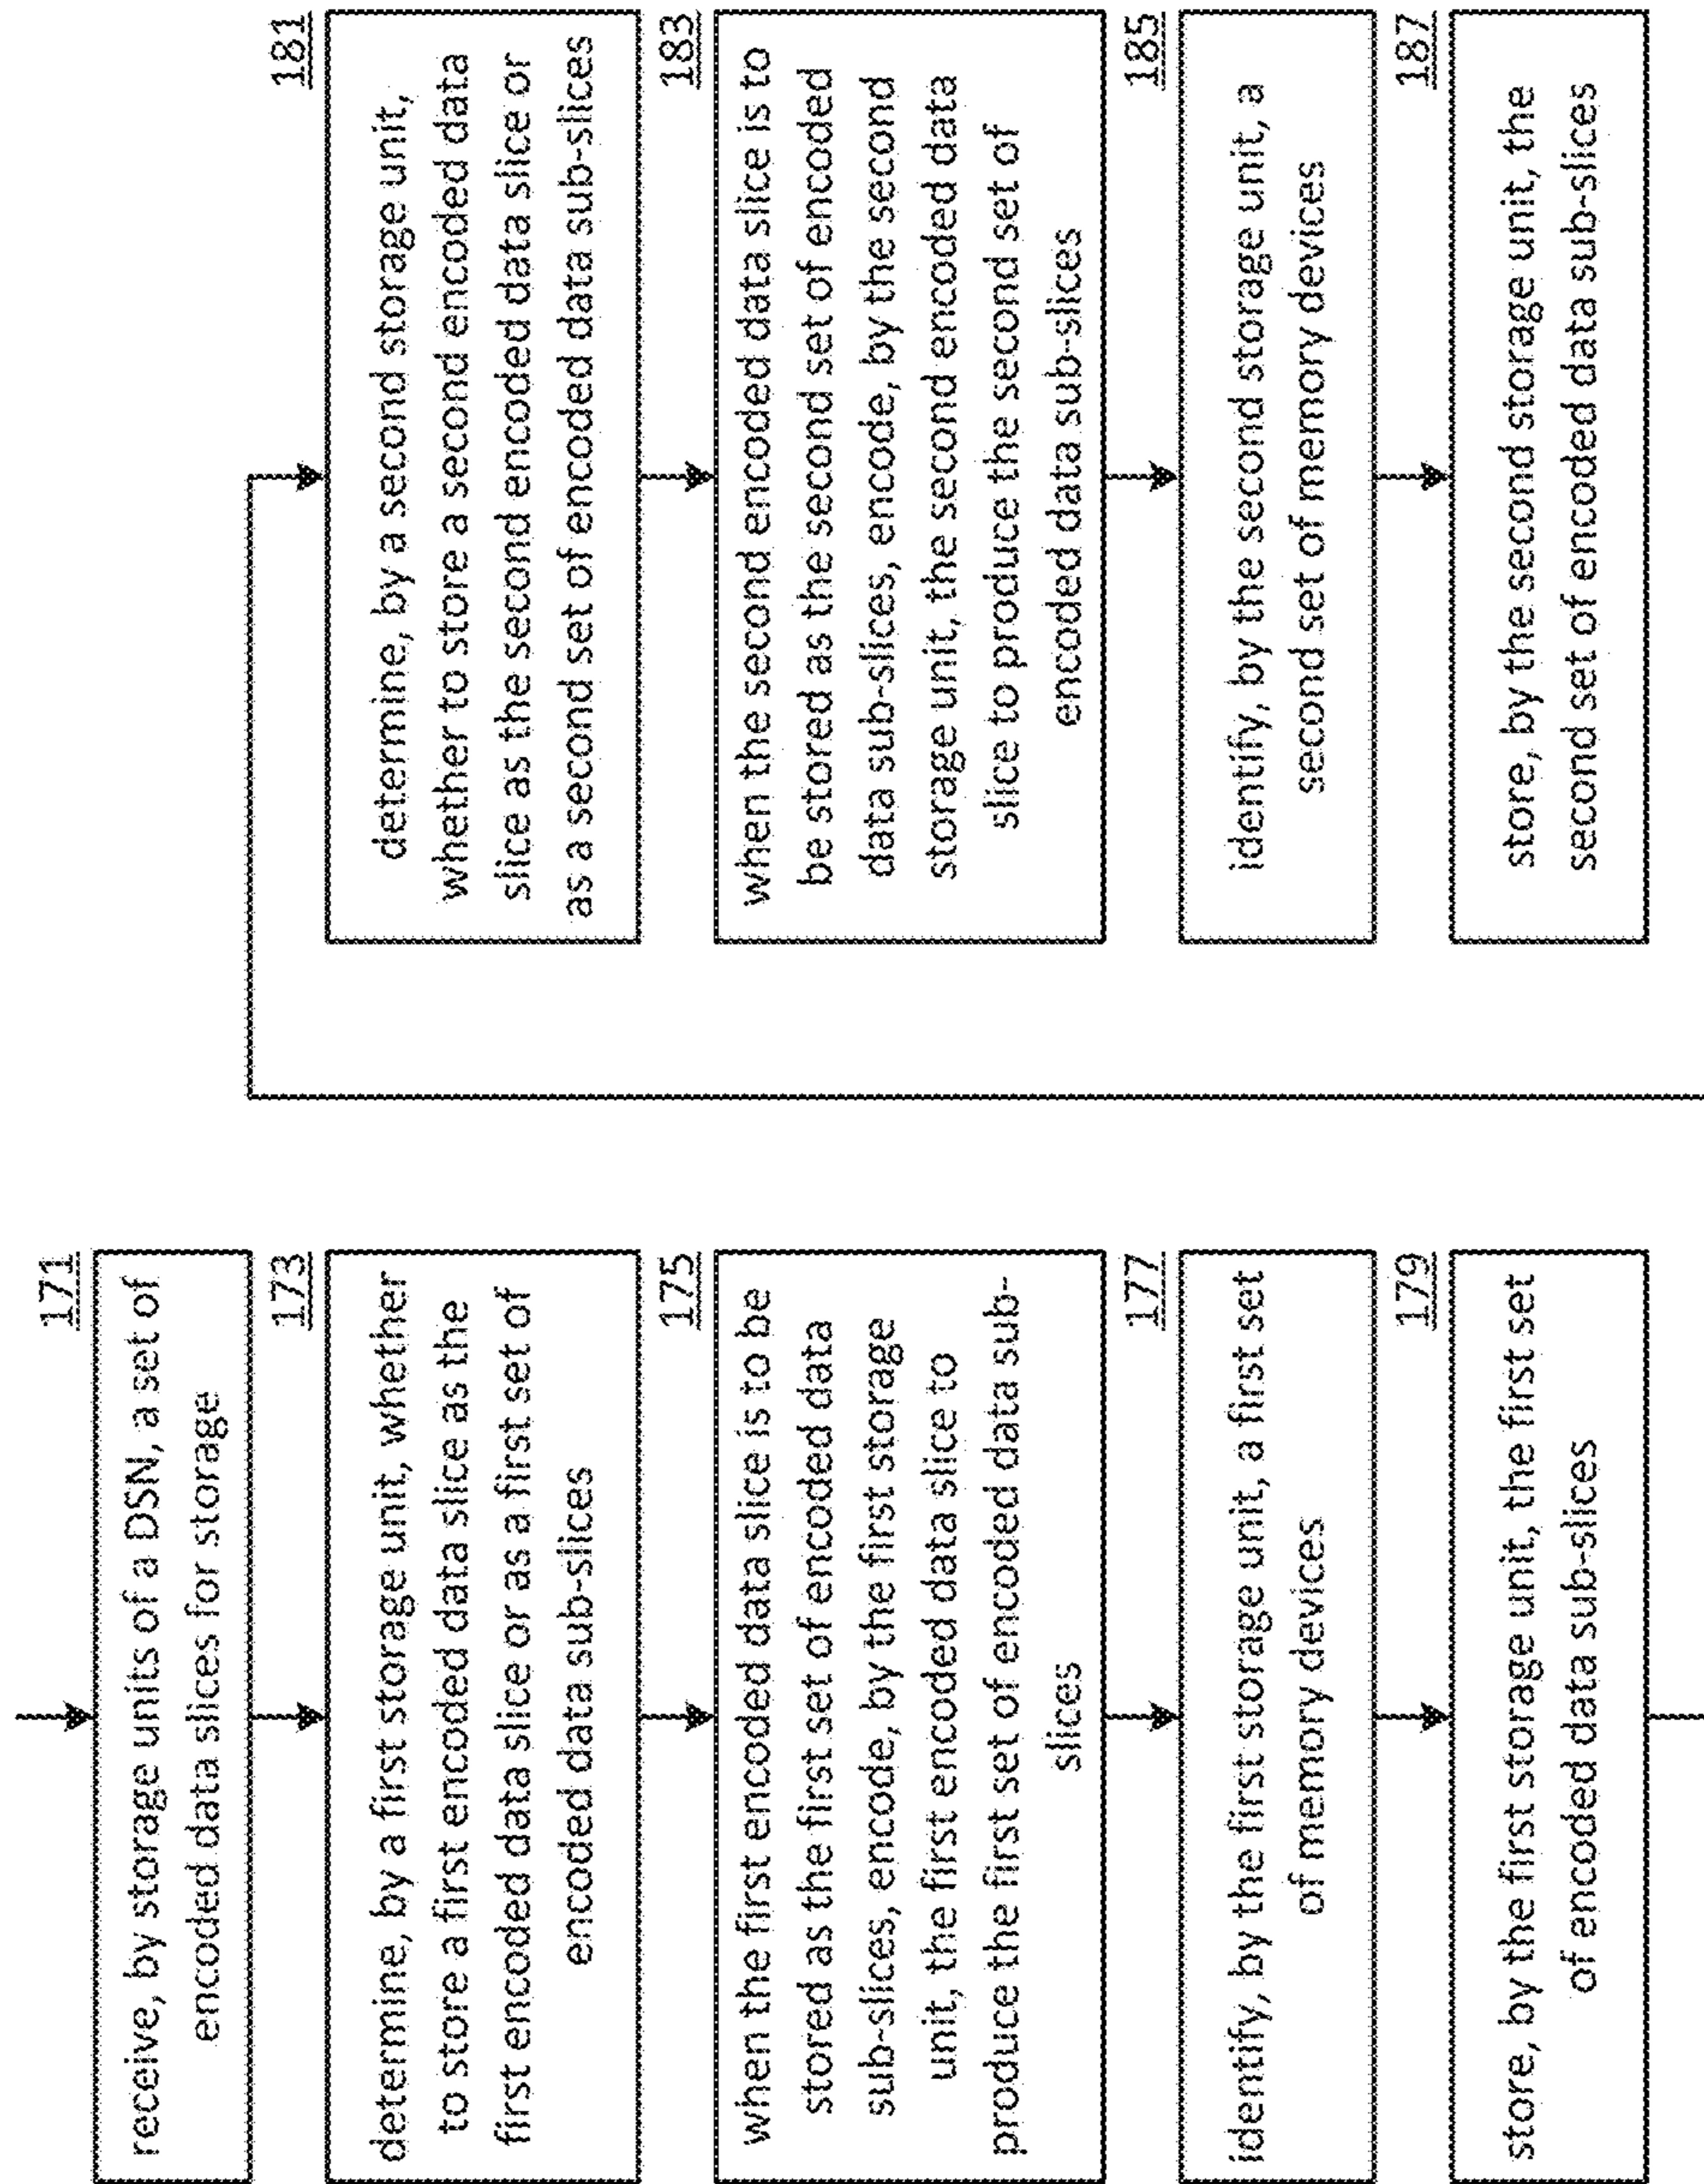 171
receive, by storage units of a DSN, a set of
encoded data slices for storage
173
determine, by a first storage unit, whether
to store a first encoded data slice as the
first encoded data slice or as a first set of
encoded data sub-slices
175
when the first encoded data slice is to be
stored as the first set of encoded data
sub-slices, encode, by the first storage
unit, the first encoded data slice to
produce the first set of encoded data sub-
slices
177
identify, by the first storage unit, a first set
of memory devices
179
store, by the first storage unit, the first set
of encoded data sub-slices
181
determine, by a second storage unit,
whether to store a second encoded data
slice as the second encoded data slice or
as a second set of encoded data sub-slices
183
when the second encoded data slice is to
be stored as the second set of encoded
data sub-slices, encode, by the second
storage unit, the second encoded data
slice to produce the second set of
encoded data sub-slices
185
identify, by the second storage unit, a
second set of memory devices
187
store, by the second storage unit, the
second set of encoded data sub-slices